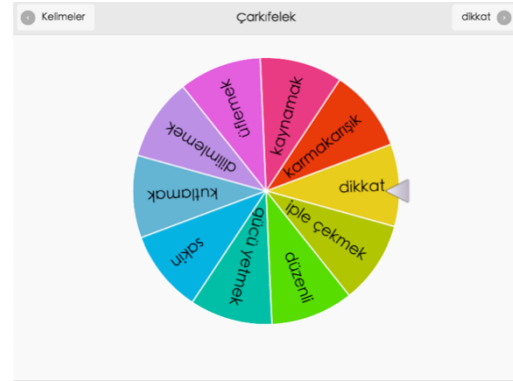 Kelimeler
Çarkıfelek
dikkat
kaynamak
karmakarışık
dikkat
iple çekmek
düzenli
gücü yetmek
sakin
kutlamak
dilimlemek
üflemek